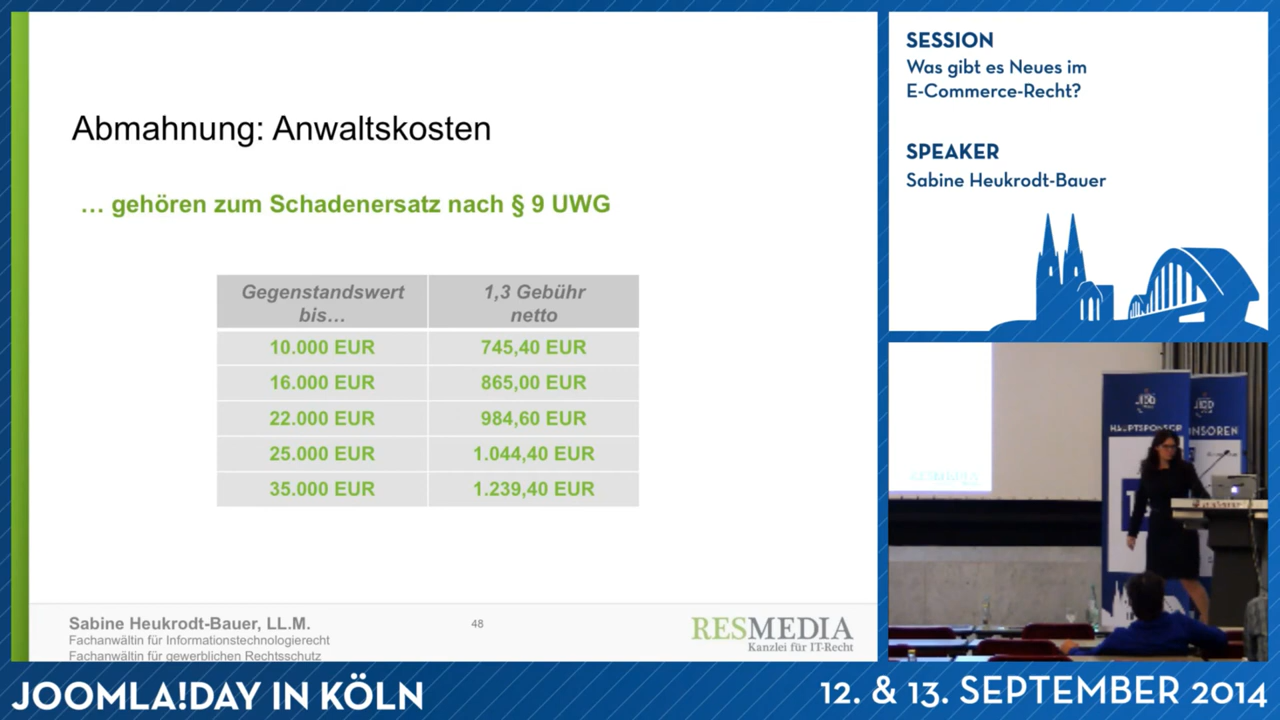 Abmahnung: Anwaltskosten
… gehören zum Schadenersatz nach § 9 UWG
Gegenstandswert bis… 1,3 Gebühr netto
10.000 EUR 745,40 EUR
16.000 EUR 865,00 EUR
22.000 EUR 984,60 EUR
25.000 EUR 1.044,40 EUR
35.000 EUR 1.239,40 EUR
Sabine Heukrodt-Bauer, LL.M.
Fachanwältin für Informationstechnologierecht
Fachanwältin für gewerblichen Rechtsschutz
48
RESMEDIA
Kanzlei für IT-Recht
SESSION
Was gibt es Neues im
E-Commerce-Recht?
SPEAKER
Sabine Heukrodt-Bauer
HAUPTSPONSOR
NSOREN
RESMEDIA
JOOMLA!DAY IN KÖLN
12. & 13. SEPTEMBER 2014